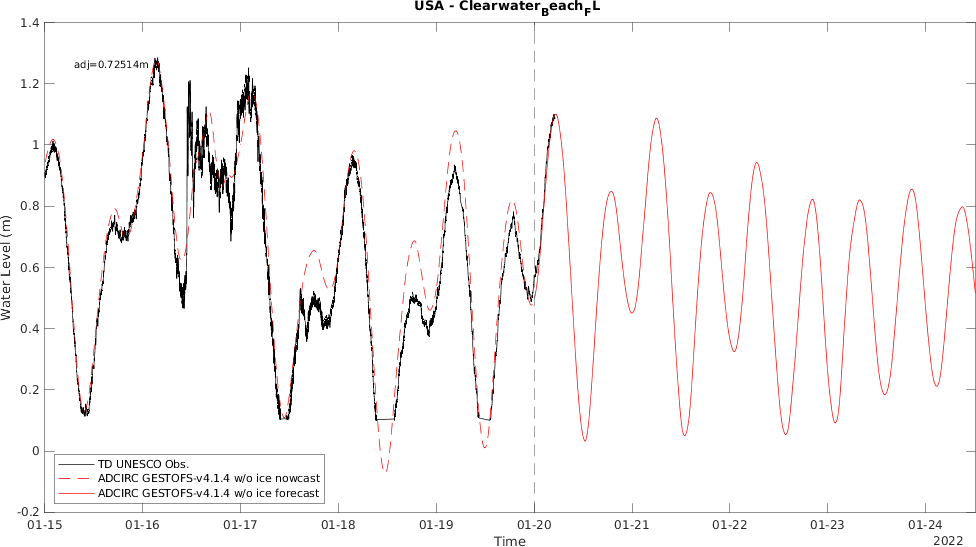 USA - Clearwater_Beach_FL
1.4
1.2
1
0.8
0.6
0.4
0.2
0
-0.2
Water Level (m)
adj=0.72514m
TD UNESCO Obs.
ADCIRC GESTOFS-v4.1.4 w/o ice nowcast
ADCIRC GESTOFS-v4.1.4 w/o ice forecast
01-15 01-16 01-17 01-18 01-19 01-20 01-21 01-22 01-23 01-24
Time
2022